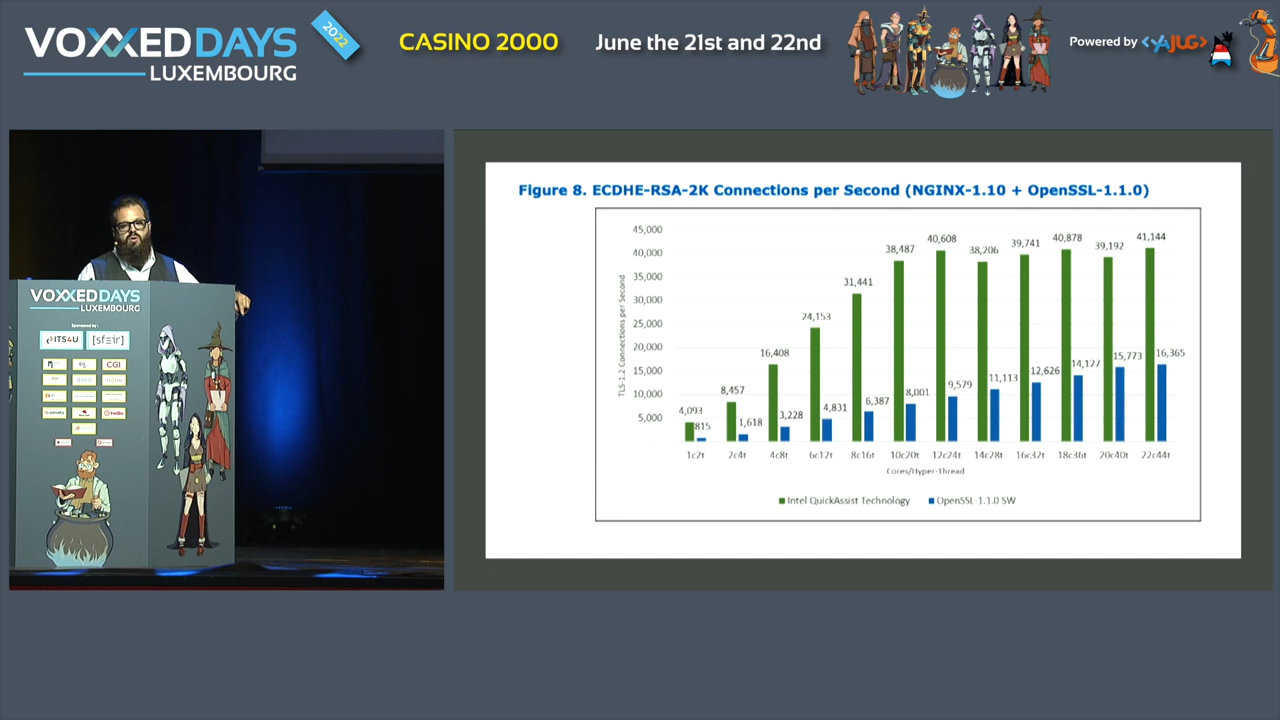 VOXXED DAYS
LUXEMBOURG
2022
CASINO 2000
June the 21st and 22nd
Powered by <YAJUG>
VOXXED DAYS
LUXEMBOURG
Sponsored by :
ITS4U
[sfeir]
CGI
twilio
Figure 8. ECDHE-RSA-2K Connections per Second (NGINX-1.10 + OpenSSL-1.1.0)
TLS-1.2 Connections per Second
45,000
40,000
35,000
30,000
25,000
20,000
15,000
10,000
5,000
4,093
815
8,457
1,618
16,408
3,228
24,153
4,831
31,441
6,387
38,487
8,001
40,608
9,579
38,206
11,113
39,741
12,626
40,878
14,127
39,192
15,773
41,144
16,365
1c2t 2c4t 4c8t 6c12t 8c16t 10c20t 12c24t 14c28t 16c32t 18c36t 20c40t 22c44t
Cores/Hyper-Thread
Intel QuickAssist Technology OpenSSL-1.1.0 SW